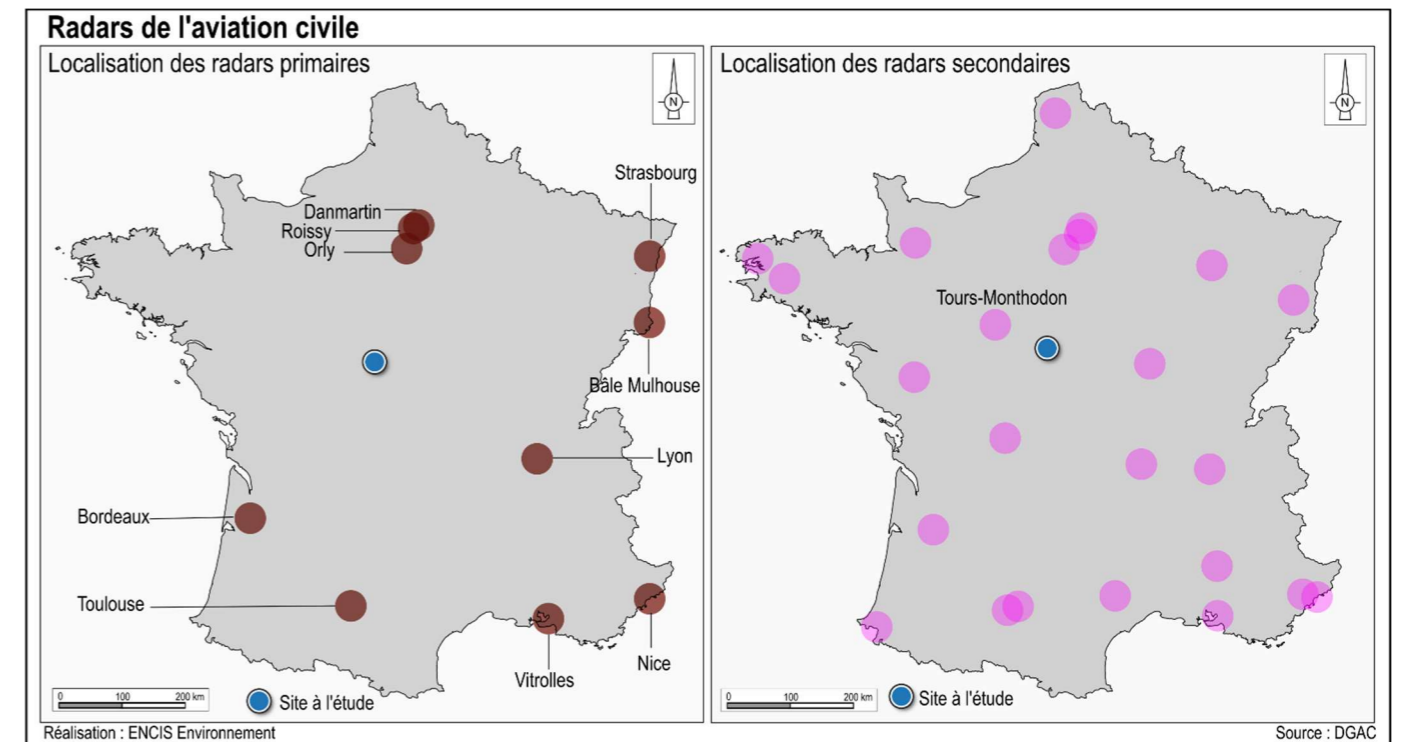 Radars de l'aviation civile
Localisation des radars primaires
N
Strasbourg
Danmartin
Roissy
Orly
Bâle Mulhouse
Lyon
Bordeaux
Toulouse
Nice
Vitrolles
0 100 200 km
Site à l'étude
Localisation des radars secondaires
N
Tours-Monthodon
0 100 200 km
Site à l'étude
Réalisation : ENCIS Environnement
Source : DGAC